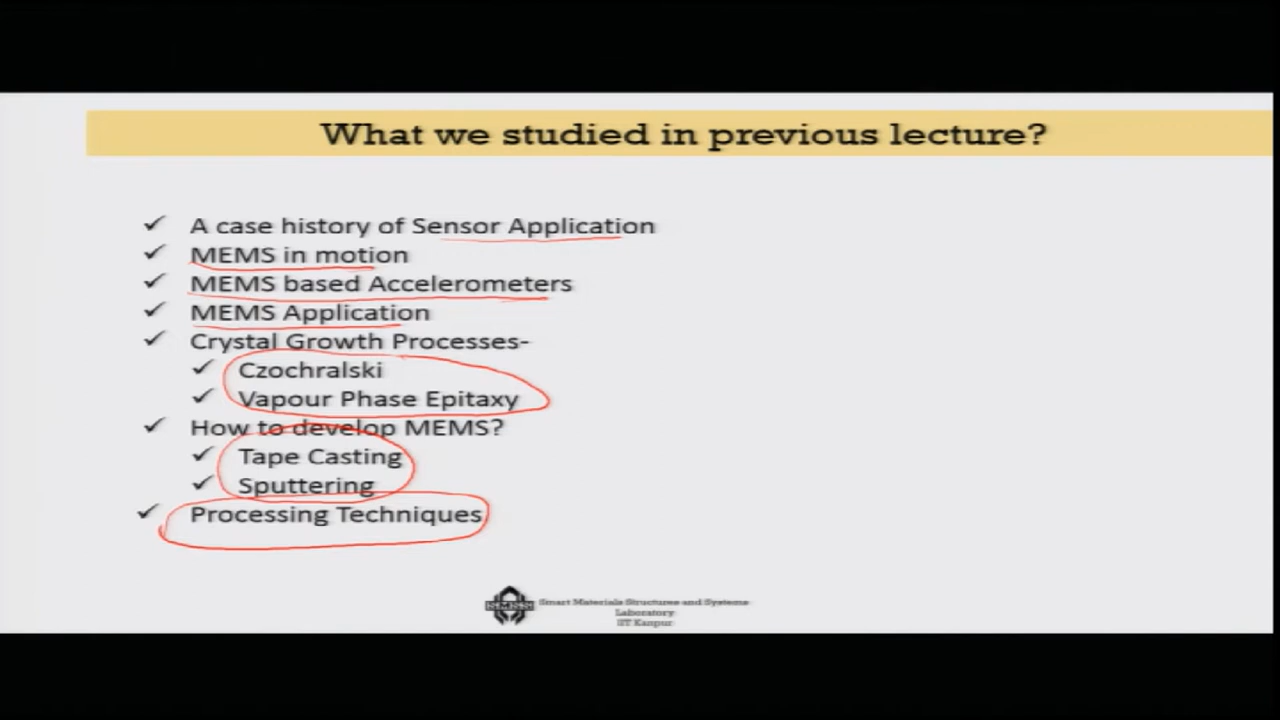 What we studied in previous lecture?
✓ A case history of Sensor Application
✓ MEMS in motion
✓ MEMS based Accelerometers
✓ MEMS Application
✓ Crystal Growth Processes-
✓ Czochralski
✓ Vapour Phase Epitaxy
✓ How to develop MEMS?
✓ Tape Casting
✓ Sputtering
✓ Processing Techniques
Smart Materials Structures and Systems
Laboratory
IIT Kanpur